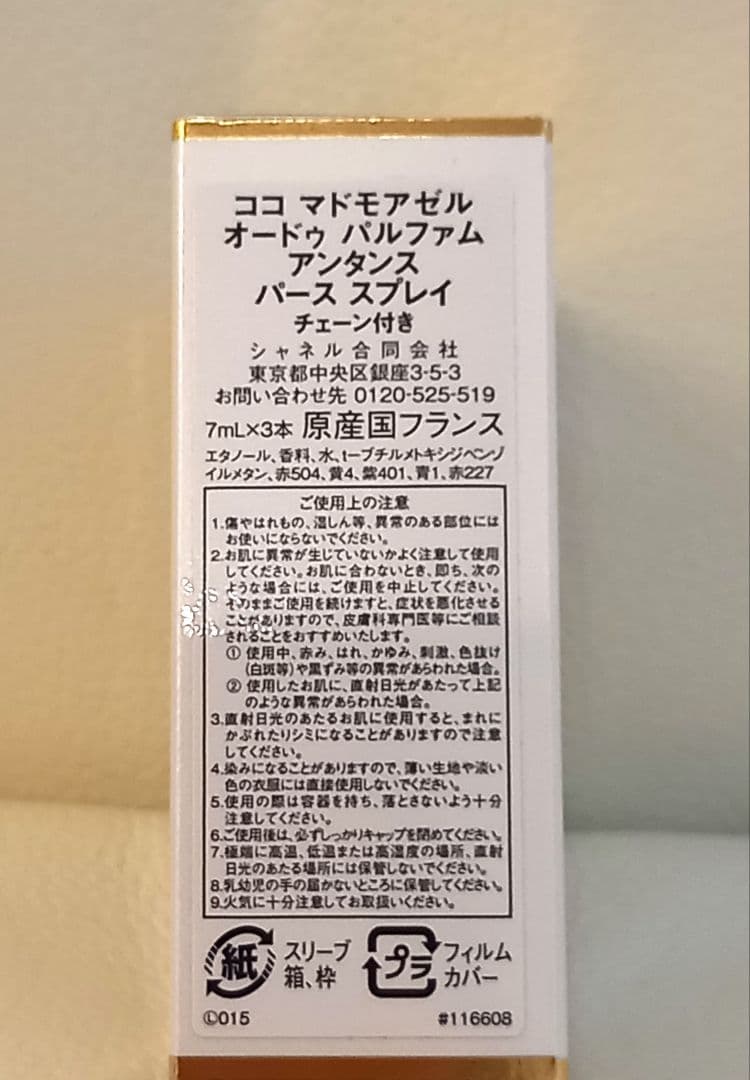 ココ マドモアゼル
オードゥ パルファム
アンタンス
パース スプレイ
チェーン付き
シャネル合同会社
東京都中央区銀座3-5-3
お問い合わせ先 0120-525-519
7mL×3本 原産国フランス
エタノール、香料、水、t-ブチルメトキシジベンゾ
イルメタン、赤504、黄4、紫401、青1、赤227
ご使用上の注意
1.傷やはれもの、湿しん等、異常のある部位には
お使いにならないでください。
2.お肌に異常が生じていないかよく注意して使用
してください。お肌に合わないとき、即ち、次の
ような場合には、ご使用を中止してください。
そのままご使用を続けますと、症状を悪化させる
ことがありますので、皮膚科専門医等にご相談
されることをおすすめいたします。
① 使用中、赤み、はれ、かゆみ、刺激、色抜け
(白斑等)や黒ずみ等の異常があらわれた場合。
② 使用したお肌に、直射日光があたって上記
のような異常があらわれた場合。
3.直射日光のあたるお肌に使用すると、まれに
かぶれたりシミになることがありますので注意
してください。
4.染みになることがありますので、薄い生地や淡い
色の衣服には直接使用しないでください。
5.使用の際は容器を持ち、落とさないよう十分
注意してください。
6.ご使用後は、必ずしっかりキャップを閉めてください。
7.極端に高温、低温または高湿度の場所、直射
日光のあたる場所には保管しないでください。
8.乳幼児の手の届かないところに保管してください。
9.火気に十分注意してお取扱いください。
紙 スリーブ プラ フィルム
箱、枠 カバー
Ⓛ015 #116608